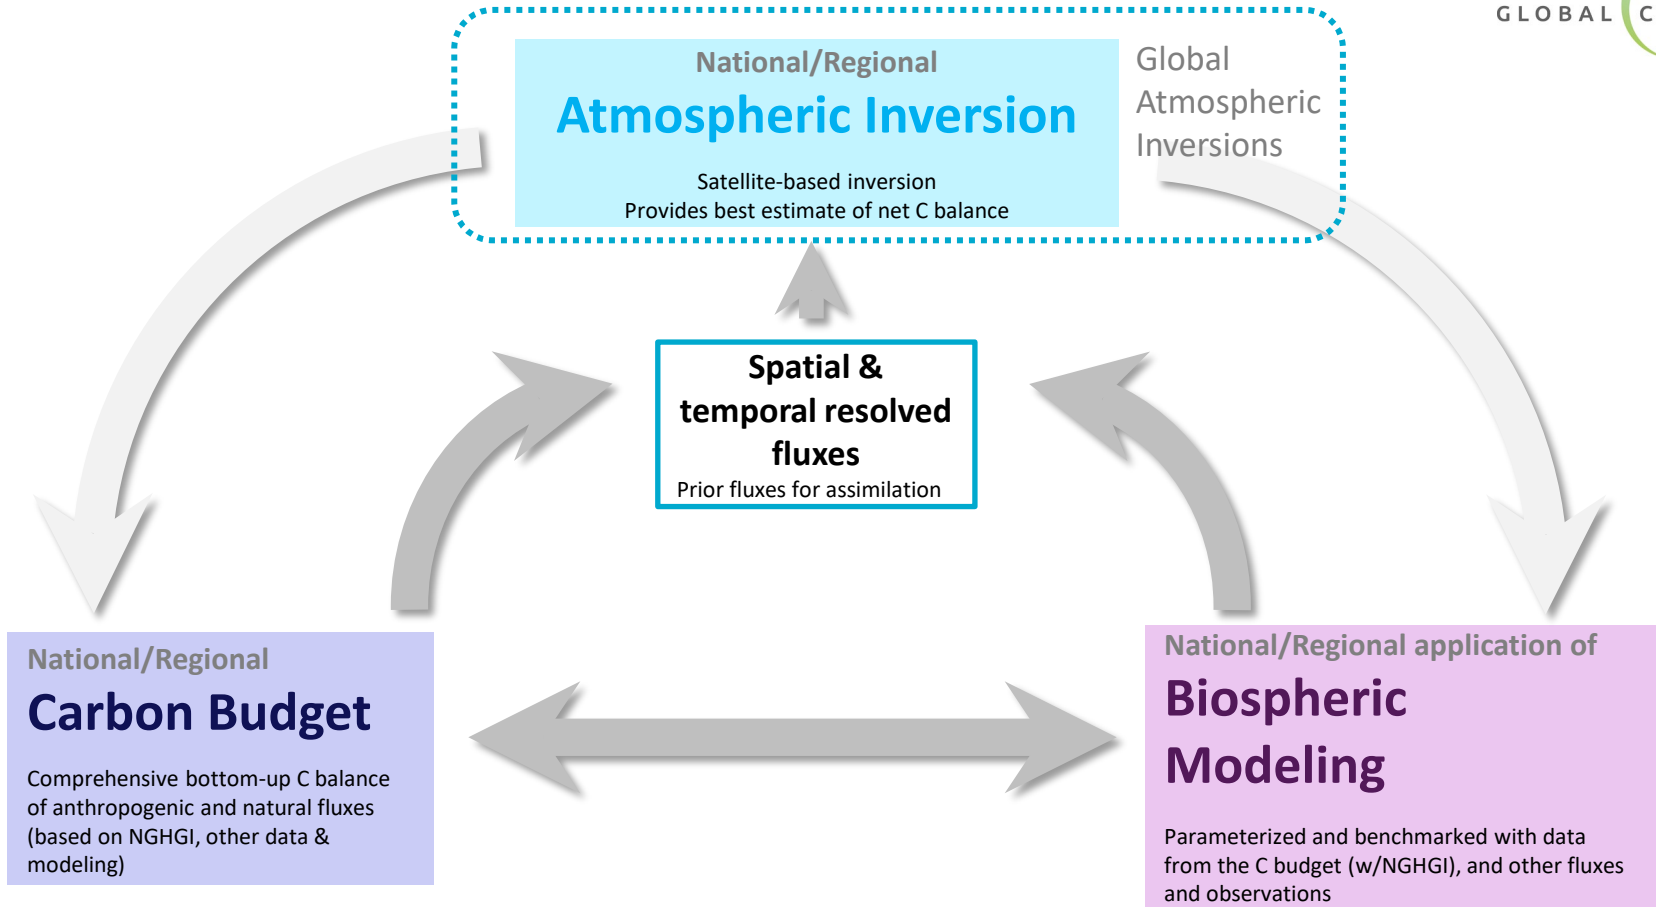 GLOBAL C
National/Regional
Atmospheric Inversion
Satellite-based inversion
Provides best estimate of net C balance
Global
Atmospheric
Inversions
Spatial &
temporal resolved
fluxes
Prior fluxes for assimilation
National/Regional
Carbon Budget
Comprehensive bottom-up C balance
of anthropogenic and natural fluxes
(based on NGHGI, other data &
modeling)
National/Regional application of
Biospheric
Modeling
Parameterized and benchmarked with data
from the C budget (w/NGHGI), and other fluxes
and observations